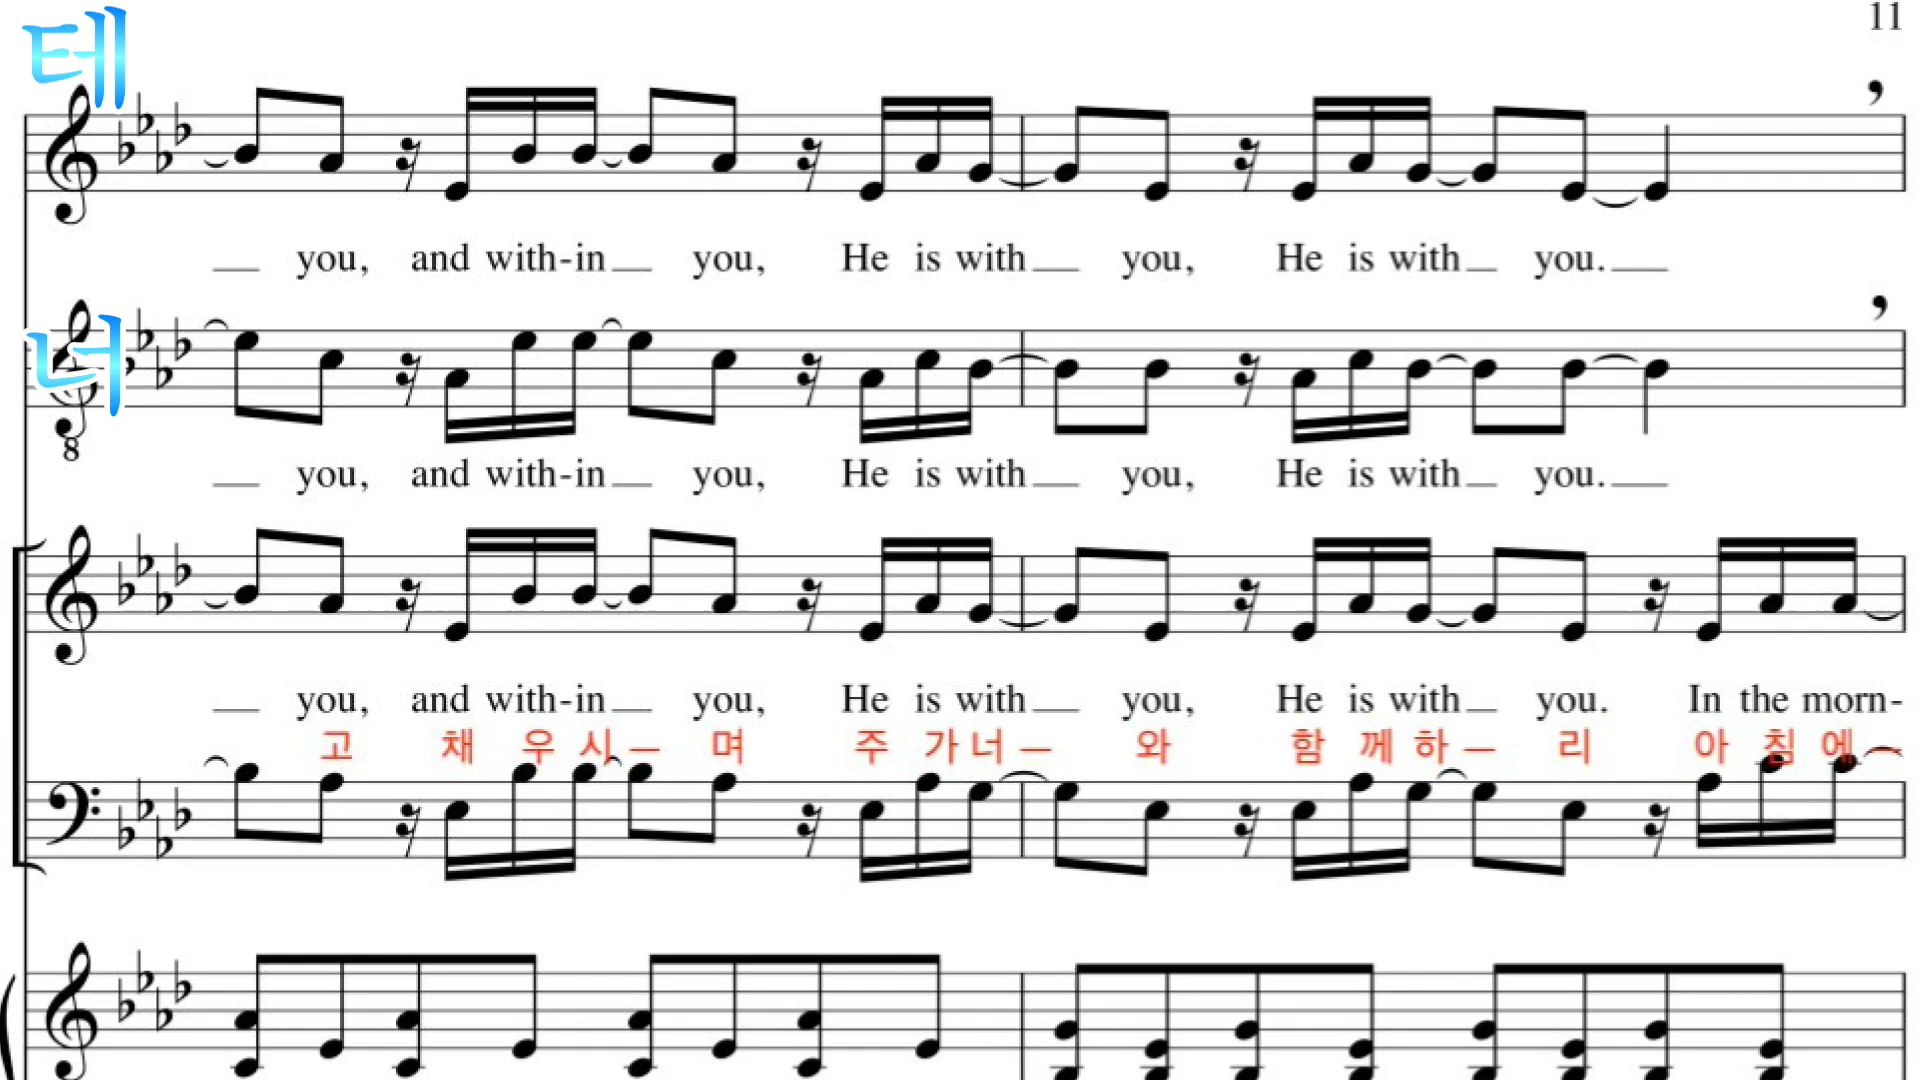 11
테
you, and with-in you, He is with you, He is with you.
너
8
you, and with-in you, He is with you, He is with you.
you, and with-in you, He is with you, He is with you. In the morn-
고 채 우 시 — 며 주 가 너 — 와 함 께 하 — 리 아 침 에 —